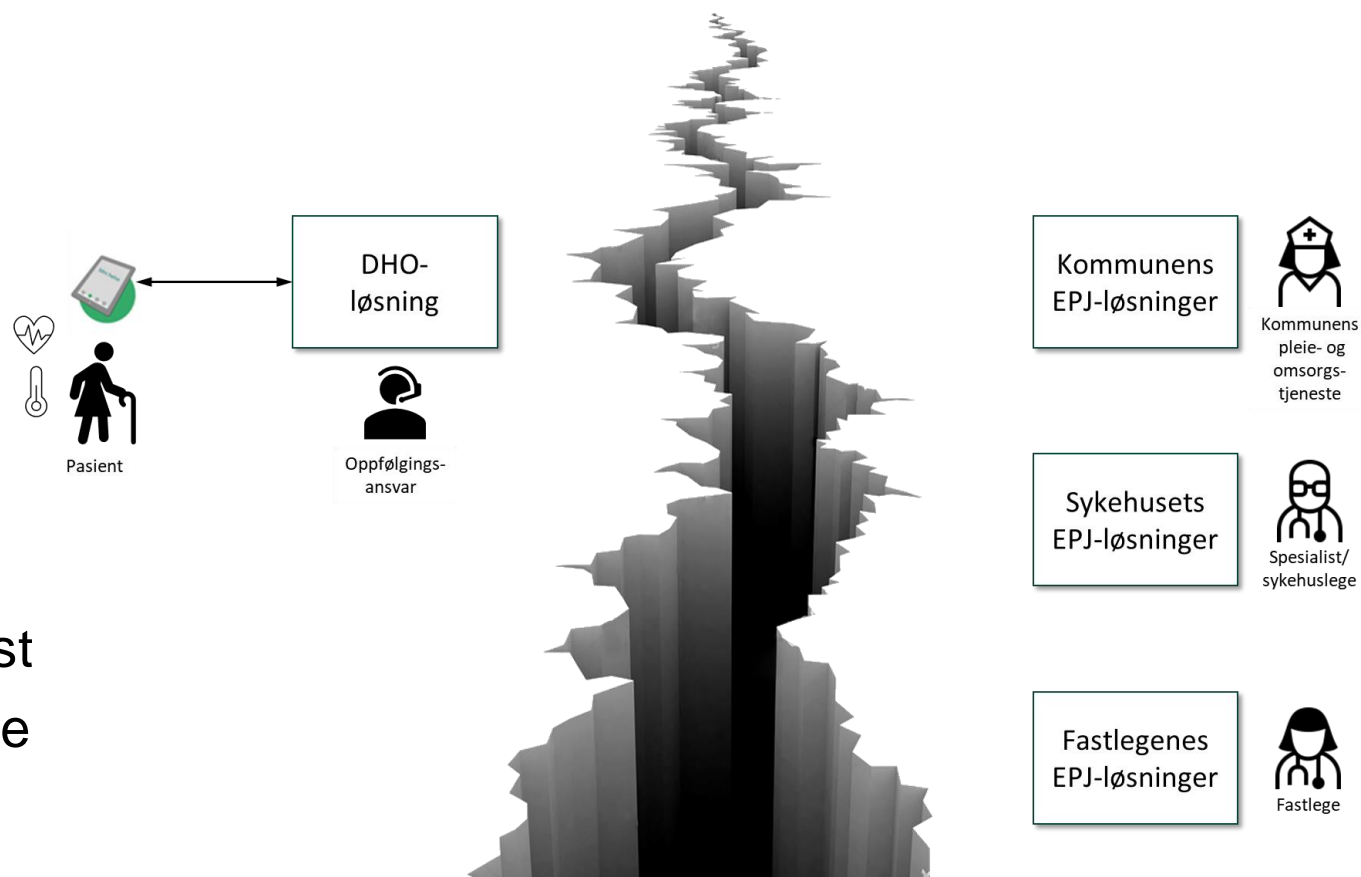 DHO-
løsning
Pasient
Oppfølgings-
ansvar
st
e
Kommunens
EPJ-løsninger
Kommunens
pleie- og
omsorgs-
tjeneste
Sykehusets
EPJ-løsninger
Spesialist/
sykehuslege
Fastlegenes
EPJ-løsninger
Fastlege